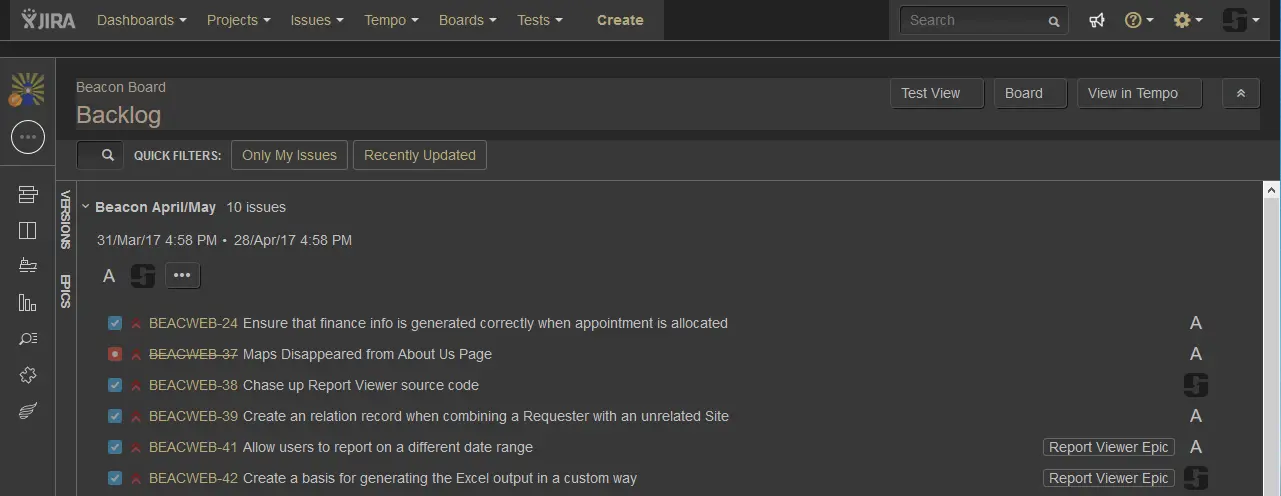 JIRA Dashboards Projects Issues Tempo Boards Tests Create Search
Beacon Board
Backlog
Test View Board View in Tempo
QUICK FILTERS: Only My Issues Recently Updated
VERSIONS
EPICS
Beacon April/May 10 issues
31/Mar/17 4:58 PM • 28/Apr/17 4:58 PM
A
BEACWEB-24 Ensure that finance info is generated correctly when appointment is allocated A
BEACWEB-37 Maps Disappeared from About Us Page A
BEACWEB-38 Chase up Report Viewer source code
BEACWEB-39 Create an relation record when combining a Requester with an unrelated Site A
BEACWEB-41 Allow users to report on a different date range Report Viewer Epic A
BEACWEB-42 Create a basis for generating the Excel output in a custom way Report Viewer Epic